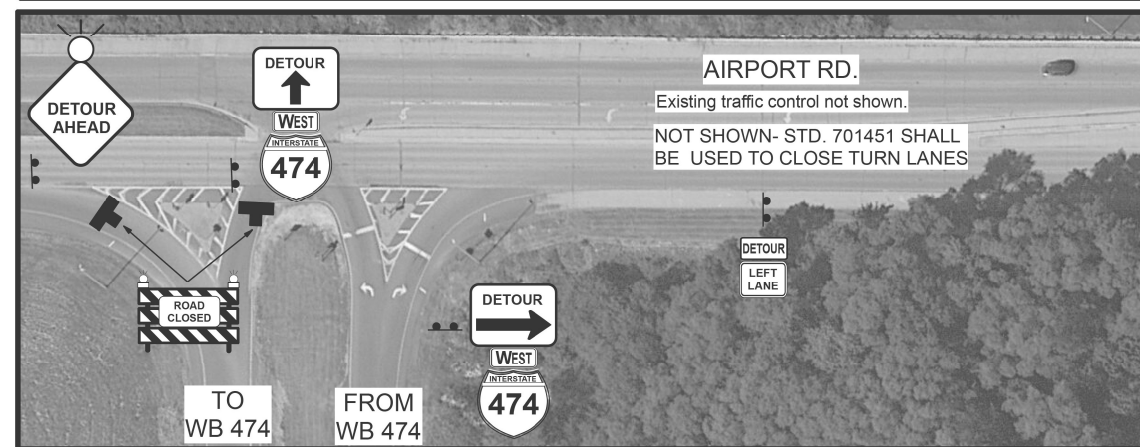 DETOUR
AHEAD
DETOUR
WEST
INTERSTATE
474
AIRPORT RD.
Existing traffic control not shown.
NOT SHOWN- STD. 701451 SHALL
BE USED TO CLOSE TURN LANES
DETOUR
LEFT
LANE
ROAD
CLOSED
DETOUR
WEST
INTERSTATE
474
TO
WB 474
FROM
WB 474